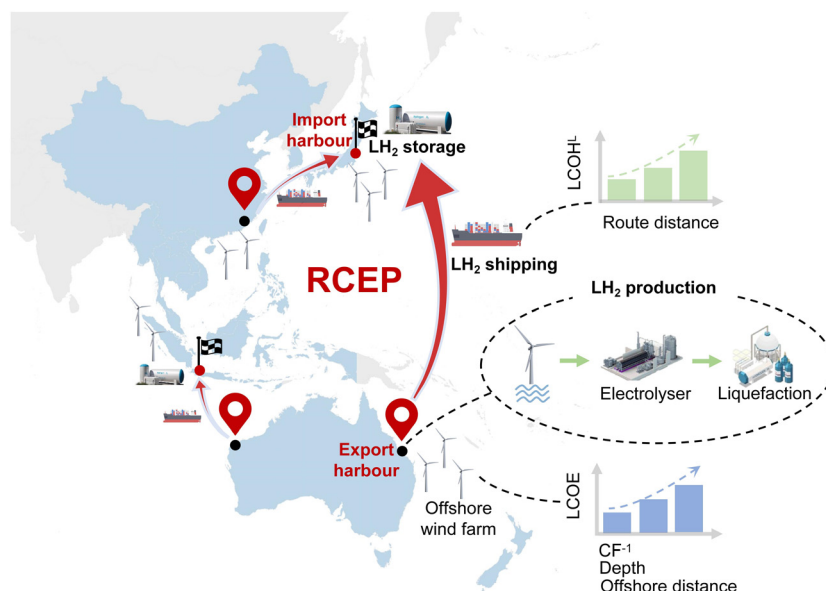 Import
harbour
LH₂ storage
LCOHᴸ
Route distance
LH₂ shipping
RCEP
LH₂ production
Electrolyser
Liquefaction
Export
harbour
Offshore
wind farm
LCOE
CF⁻¹
Depth
Offshore distance